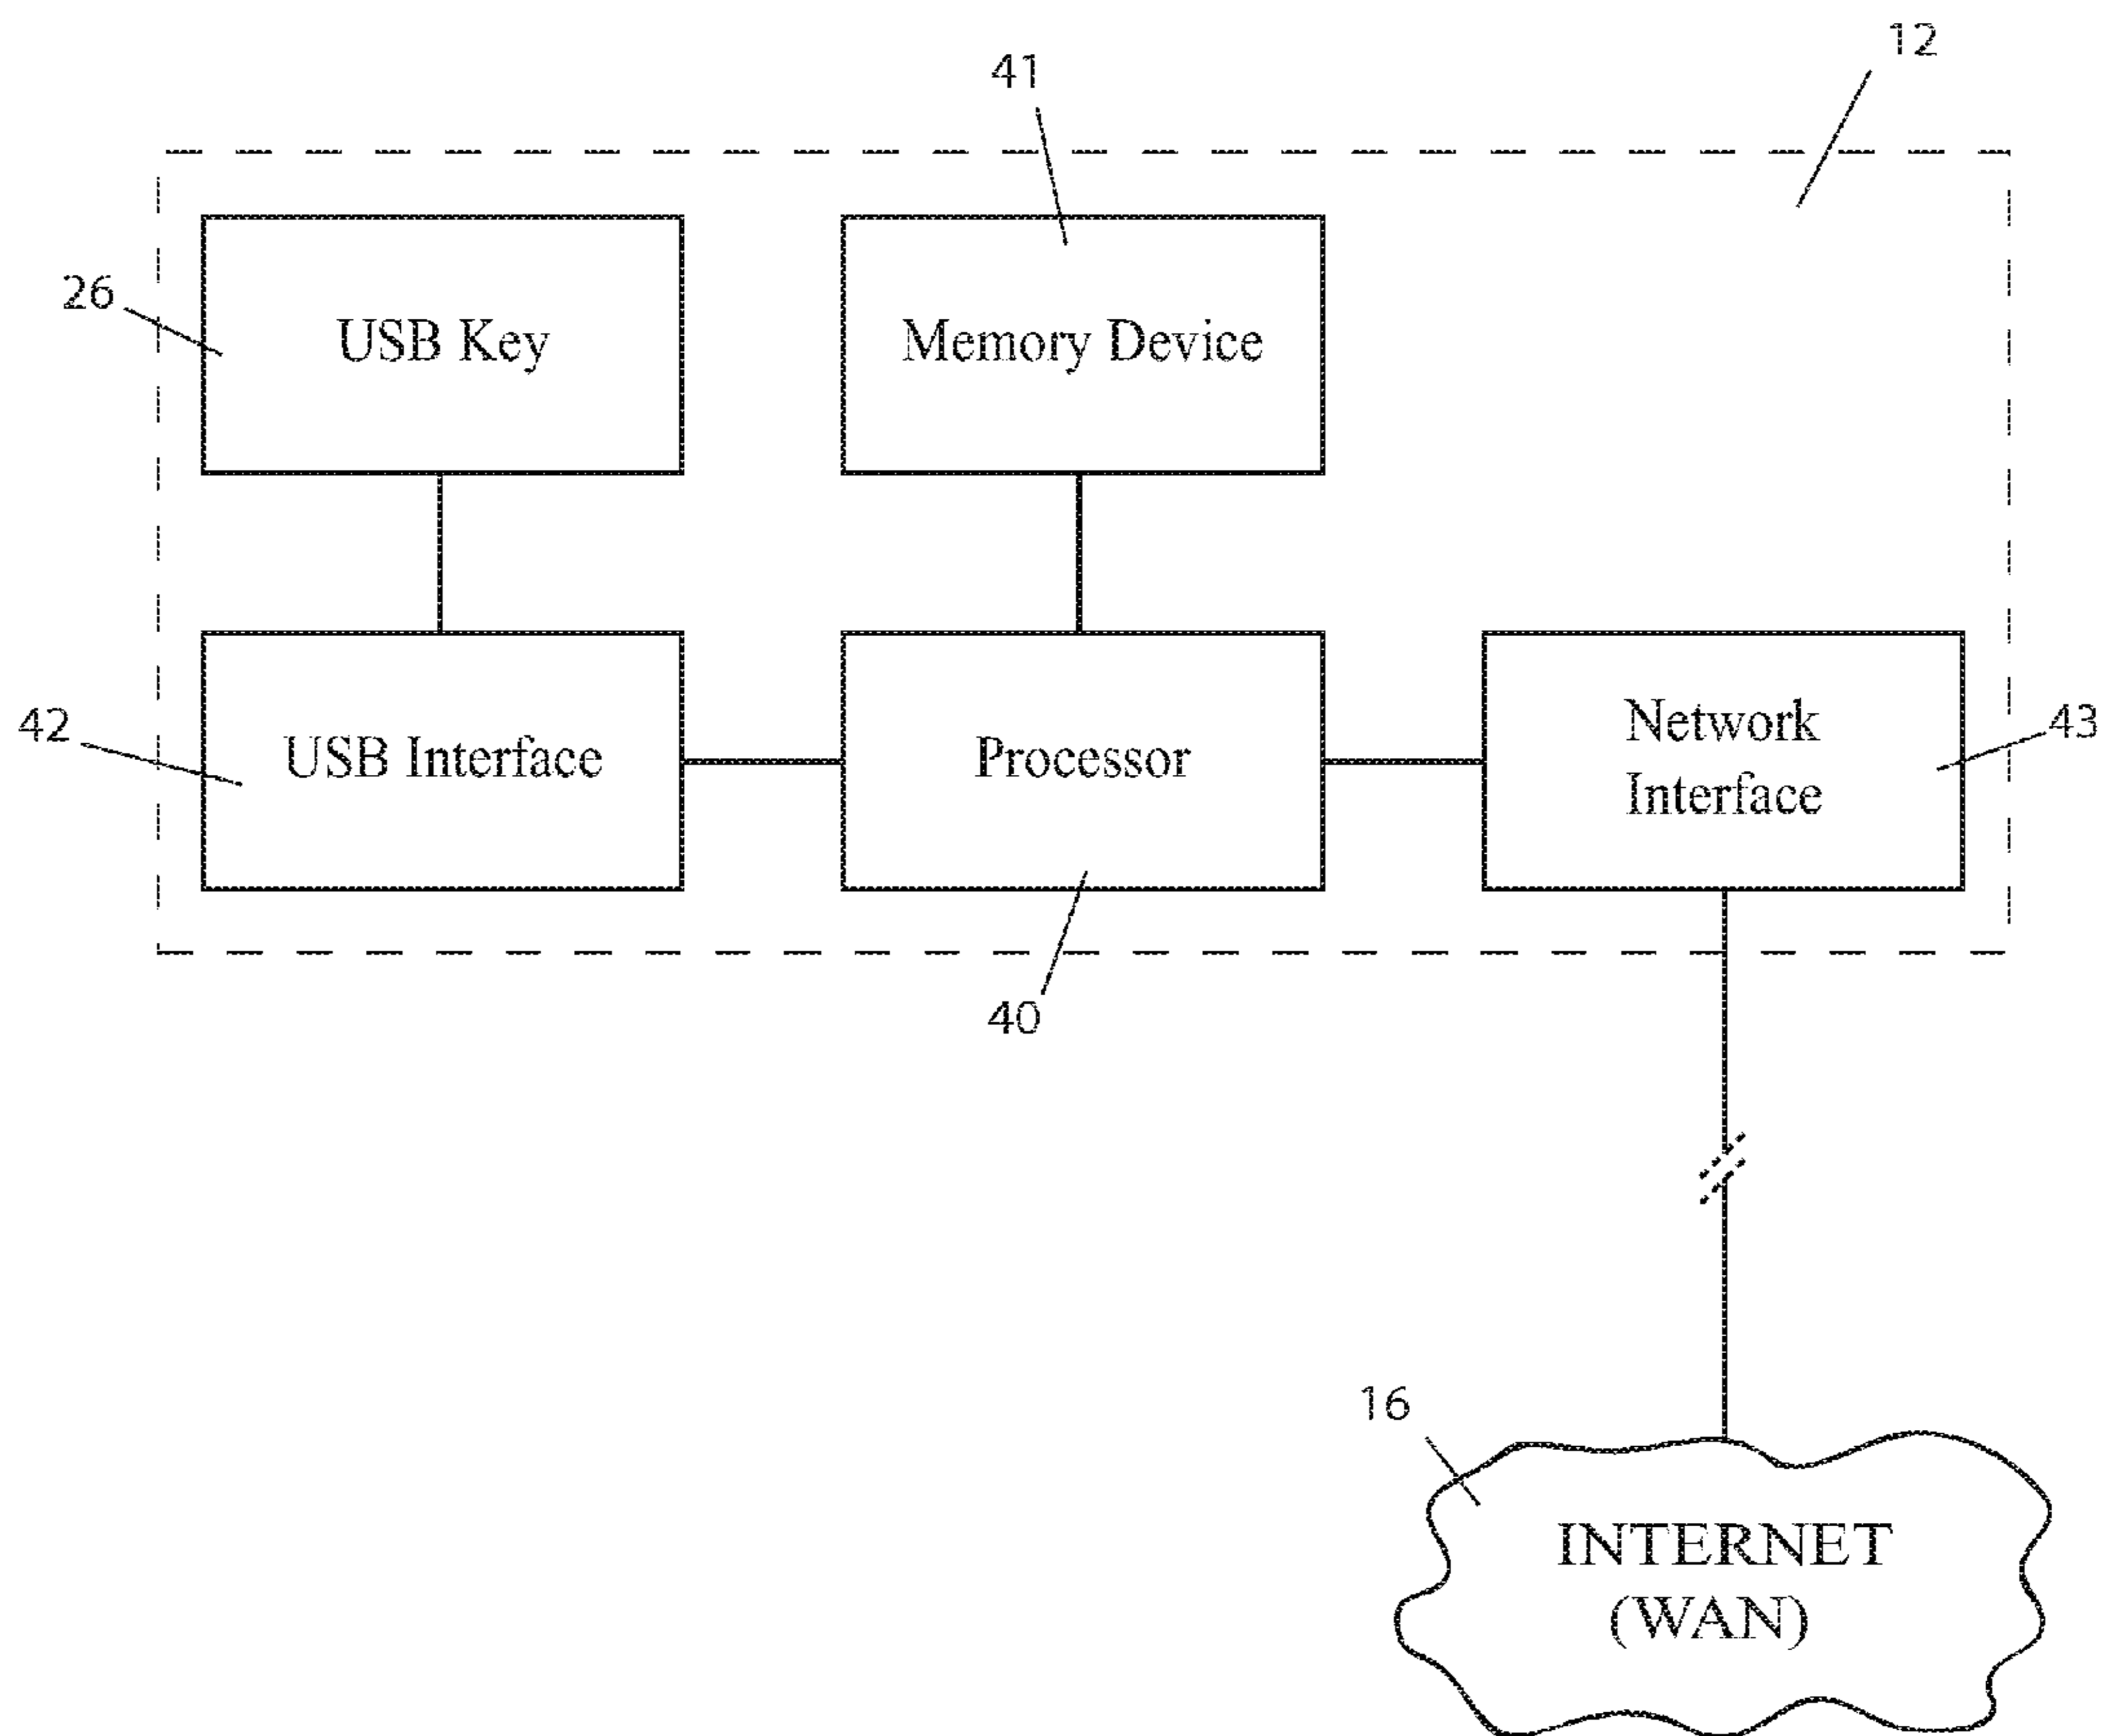 12
41
26
USB Key
Memory Device
42
USB Interface
Processor
Network
Interface
43
40
16
INTERNET
(WAN)